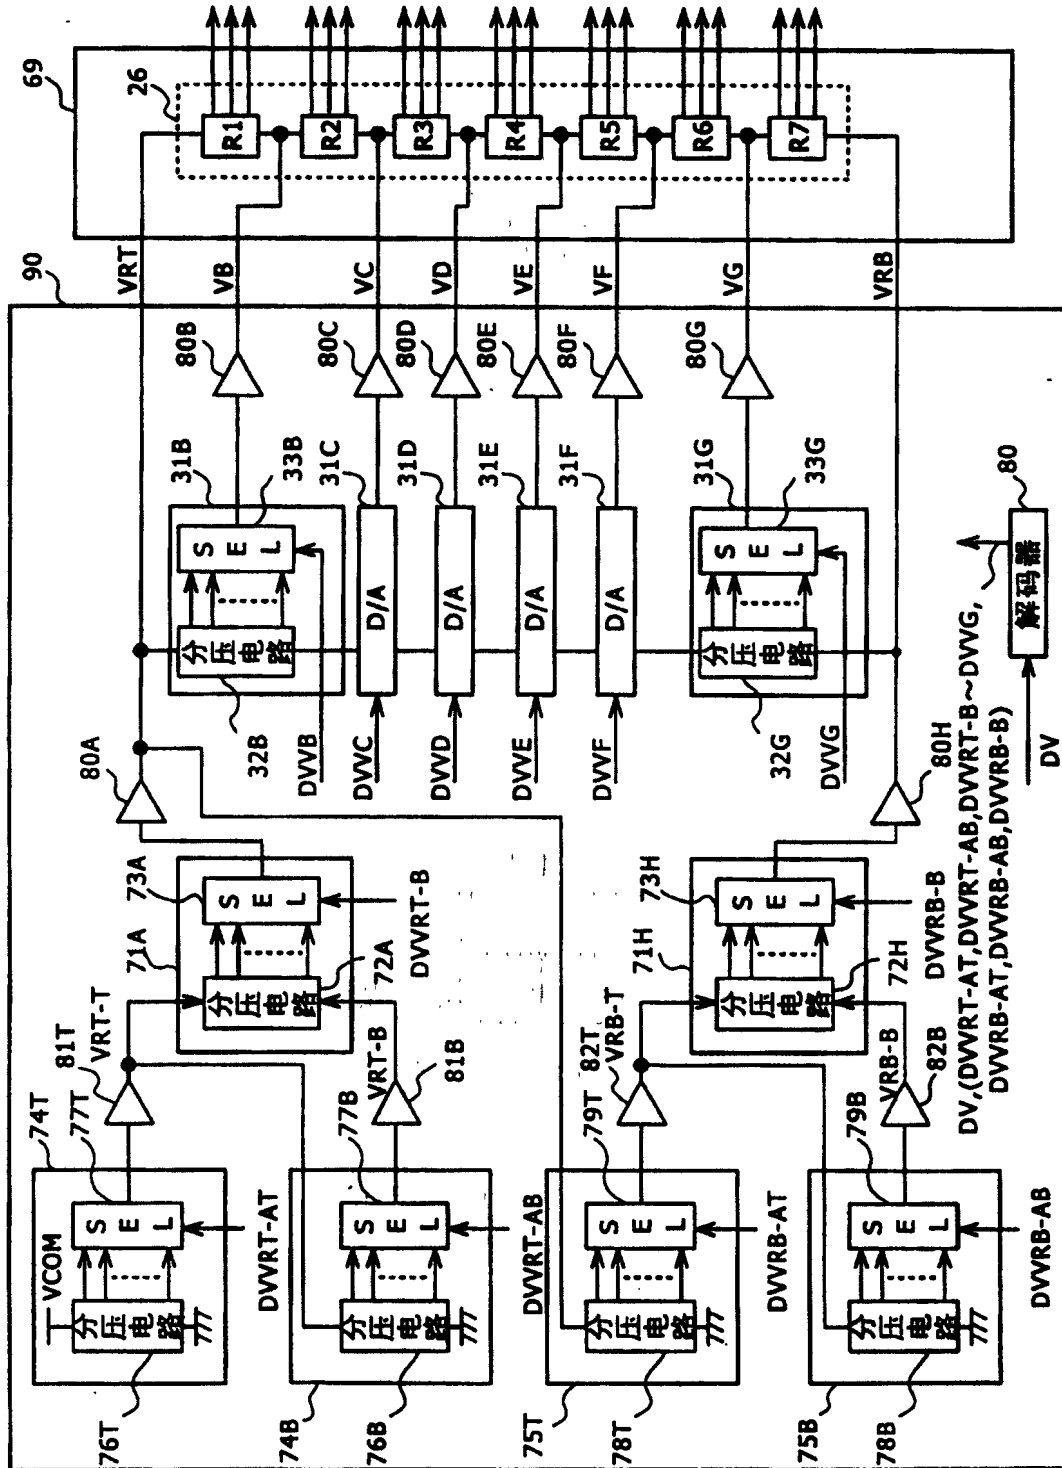 69
26
R1
R2
R3
R4
R5
R6
R7
90
VRT
VB
VC
VD
VE
VF
VG
VRB
80B
80C
80D
80E
80F
80G
31B
33B
31C
31D
31E
31F
31G
33G
SEL
分压电路
D/A
D/A
D/A
D/A
SEL
分压电路
32B
DVVB
DVVC
DVVD
DVVE
DVVF
32G
DVVG
80
解码器
DV
80A
80H
71A
73A
SEL
分压电路
72A
DVVRT-B
71H
73H
SEL
分压电路
72H
DVVRB-B
81T
VRT-T
VRT-B
81B
82T
VRB-T
VRB-B
82B
DV,(DVVRT-AT,DVVRT-AB,DVVRT-B~DVVG,
DVVRB-AT,DVVRB-AB,DVVRB-B)
74T
77T
VCOM
SEL
分压电路
76T
DVVRT-AT
77B
SEL
分压电路
74B
76B
DVVRT-AB
79T
SEL
分压电路
75T
78T
DVVRB-AT
79B
SEL
分压电路
75B
78B
DVVRB-AB